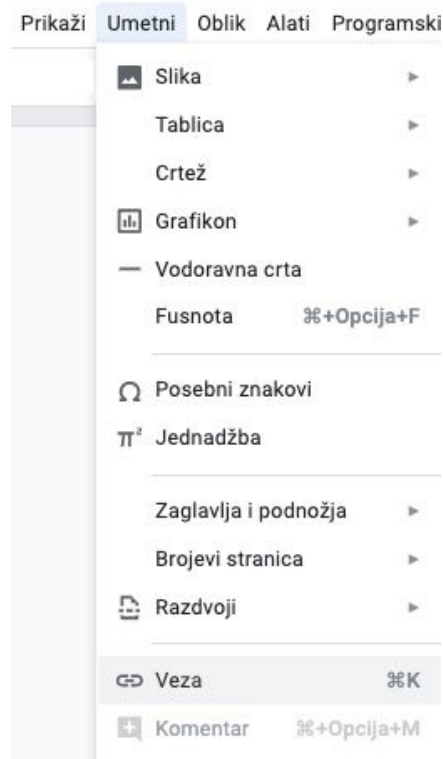 Prikaži Umetni Oblik Alati Programski
Slika
Tablica
Crtež
Grafikon
Vodoravna crta
Fusnota ⌘+Opcija+F
Posebni znakovi
Jednadžba
Zaglavlja i podnožja
Brojevi stranica
Razdvoji
Veza ⌘K
Komentar ⌘+Opcija+M